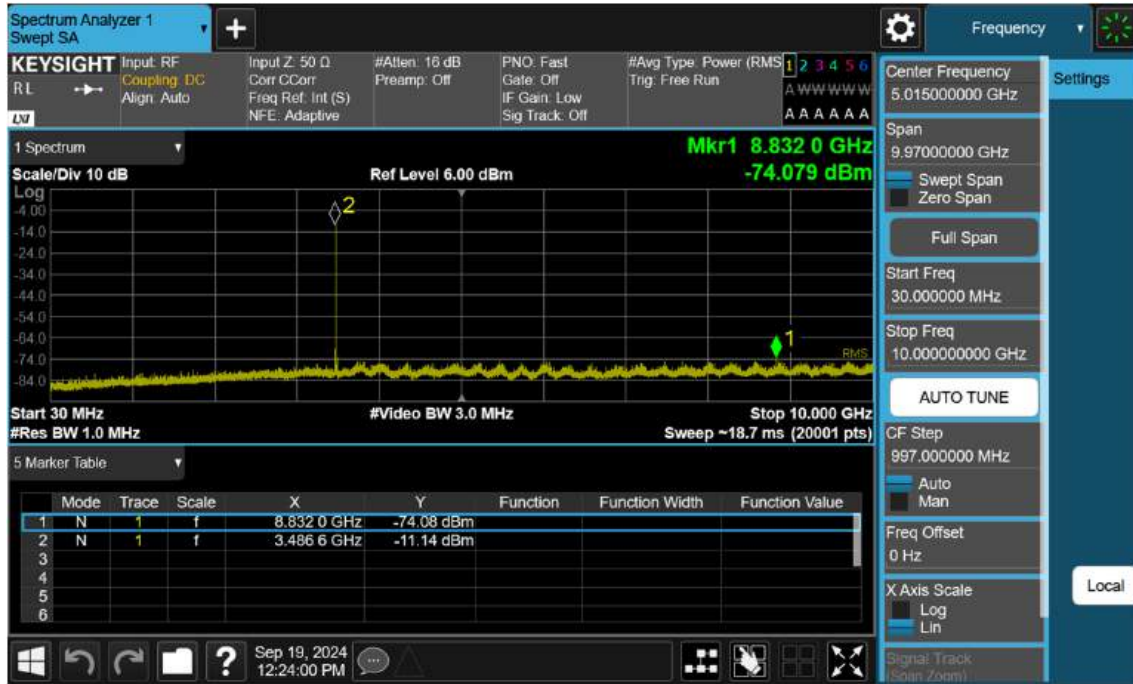 Spectrum Analyzer 1
Swept SA
Frequency
KEYSIGHT
RL
LXI
Input: RF
Coupling: DC
Align: Auto
Input Z: 50 Ω
Corr CCorr
Freq Ref: Int (S)
NFE: Adaptive
#Atten: 16 dB
Preamp: Off
PNO: Fast
Gate: Off
IF Gain: Low
Sig Track: Off
#Avg Type: Power (RMS
Trig: Free Run
1 2 3 4 5 6
A W W W W W
A A A A A A
1 Spectrum
Scale/Div 10 dB
Ref Level 6.00 dBm
Mkr1 8.832 0 GHz
-74.079 dBm
Log
-4.00
-14.0
-24.0
-34.0
-44.0
-54.0
-64.0
-74.0
-84.0
2
1
RMS
Start 30 MHz
#Video BW 3.0 MHz
Stop 10.000 GHz
#Res BW 1.0 MHz
Sweep ~18.7 ms (20001 pts)
5 Marker Table
Mode Trace Scale X Y Function Function Width Function Value
1 N 1 f 8.832 0 GHz -74.08 dBm
2 N 1 f 3.486 6 GHz -11.14 dBm
3
4
5
6
Sep 19, 2024
12:24:00 PM
Center Frequency
5.015000000 GHz
Span
9.97000000 GHz
Swept Span
Zero Span
Full Span
Start Freq
30.000000 MHz
Stop Freq
10.000000000 GHz
AUTO TUNE
CF Step
997.000000 MHz
Auto
Man
Freq Offset
0 Hz
X Axis Scale
Log
Lin
Signal Track
(Span Zoom)
Settings
Local